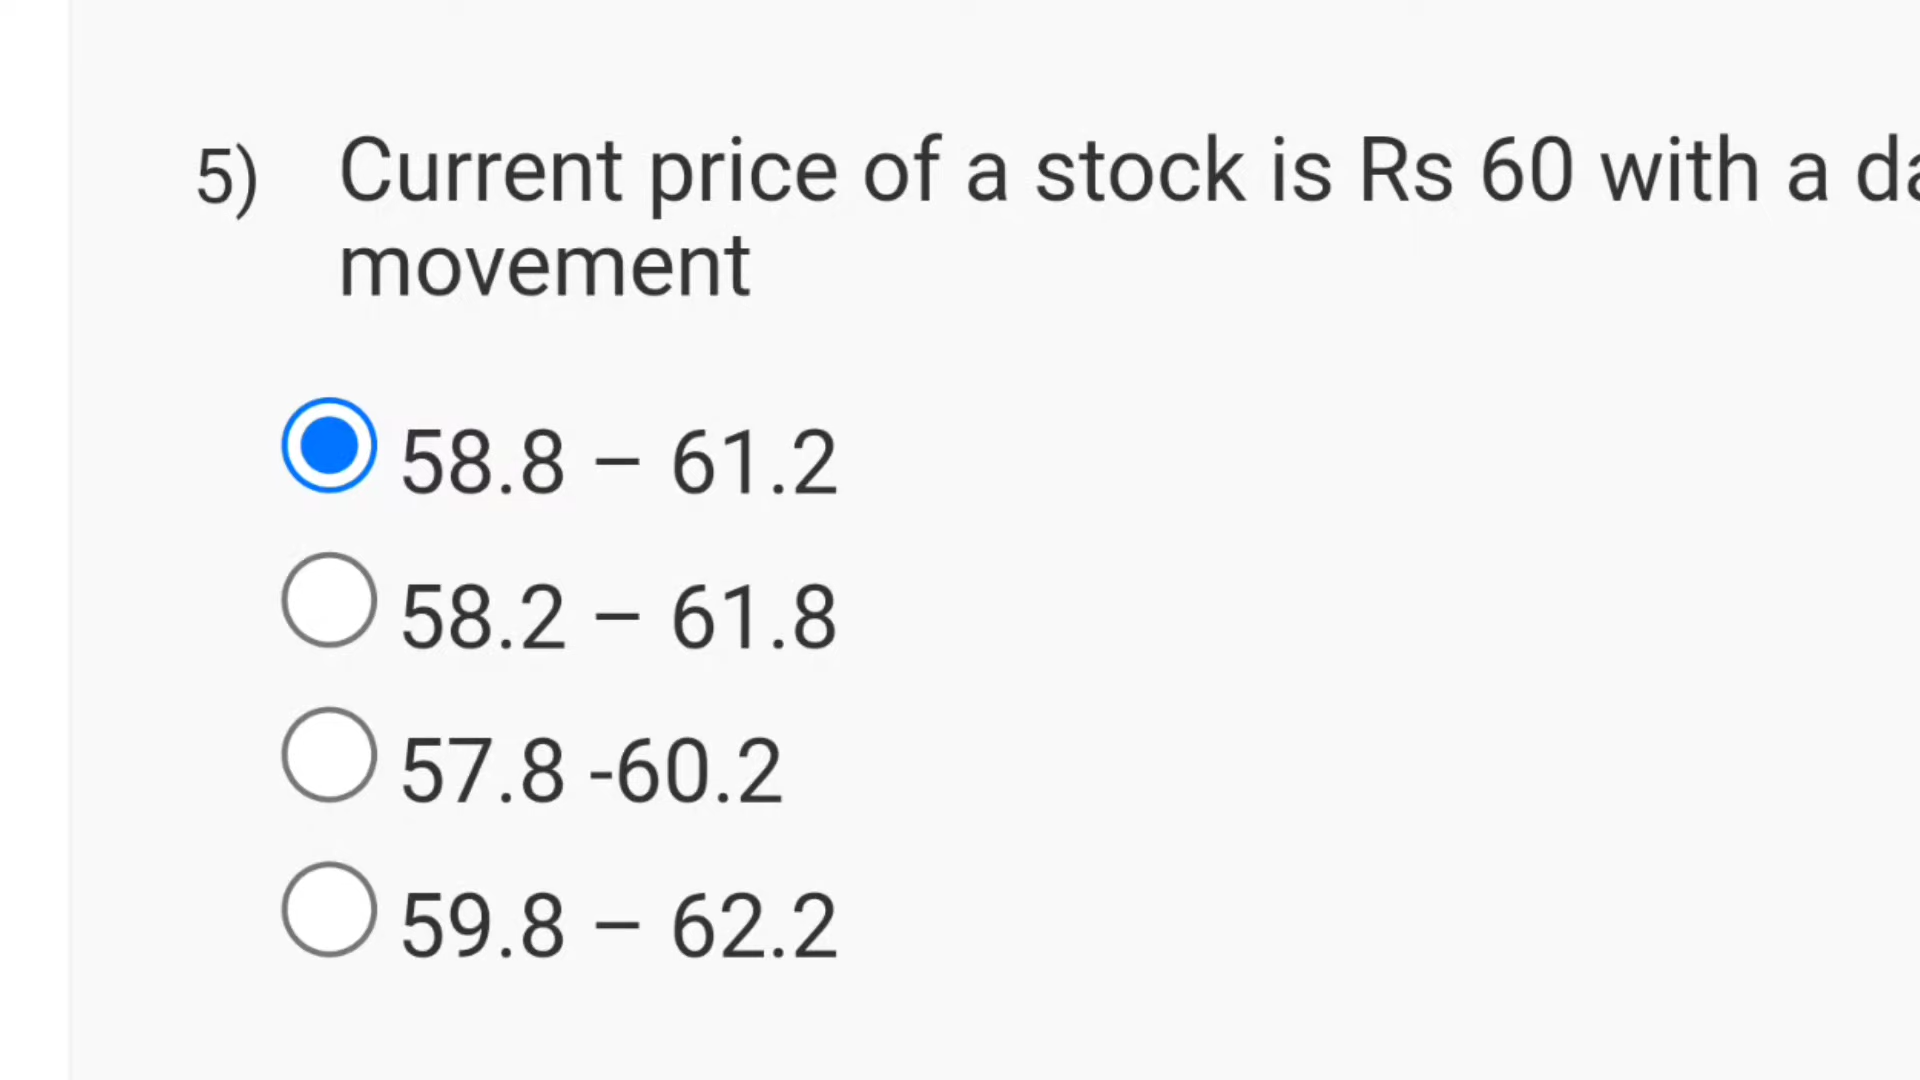 5) Current price of a stock is Rs 60 with a
movement
58.8 – 61.2
58.2 – 61.8
57.8 -60.2
59.8 – 62.2